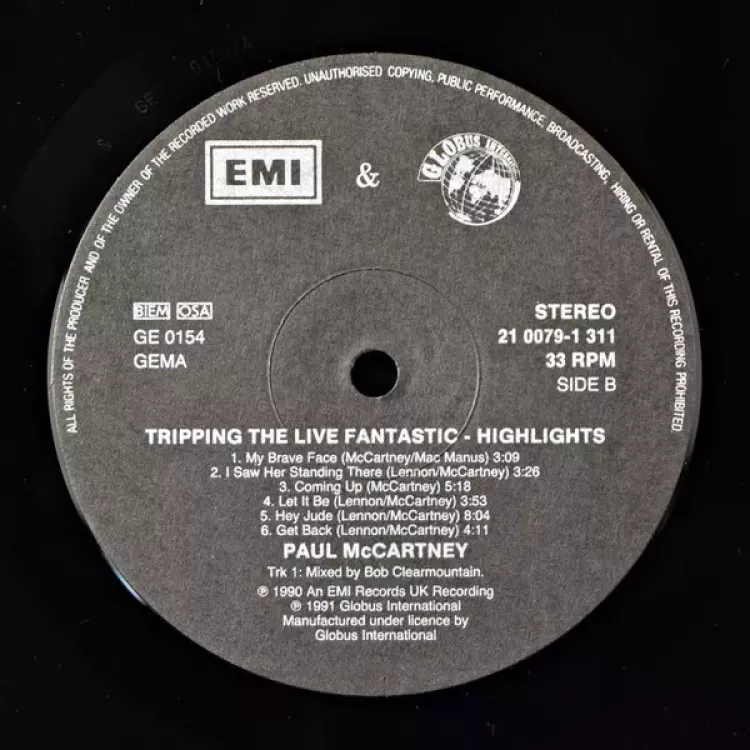 ALL RIGHTS OF THE PRODUCER AND OF THE OWNER OF THE RECORDED WORK RESERVED. UNAUTHORISED COPYING, PUBLIC PERFORMANCE, BROADCASTING, HIRING OR RENTAL OF THIS RECORDING PROHIBITED
EMI & GLOBUS
BIEM OSA
GE 0154
GEMA
STEREO
21 0079-1 311
33 RPM
SIDE B
TRIPPING THE LIVE FANTASTIC - HIGHLIGHTS
1. My Brave Face (McCartney/Mac Manus) 3:09
2. I Saw Her Standing There (Lennon/McCartney) 3:26
3. Coming Up (McCartney) 5:18
4. Let It Be (Lennon/McCartney) 3:53
5. Hey Jude (Lennon/McCartney) 8:04
6. Get Back (Lennon/McCartney) 4:11
PAUL McCARTNEY
Trk 1: Mixed by Bob Clearmountain.
℗ 1990 An EMI Records UK Recording
℗ 1991 Globus International
Manufactured under licence by
Globus International